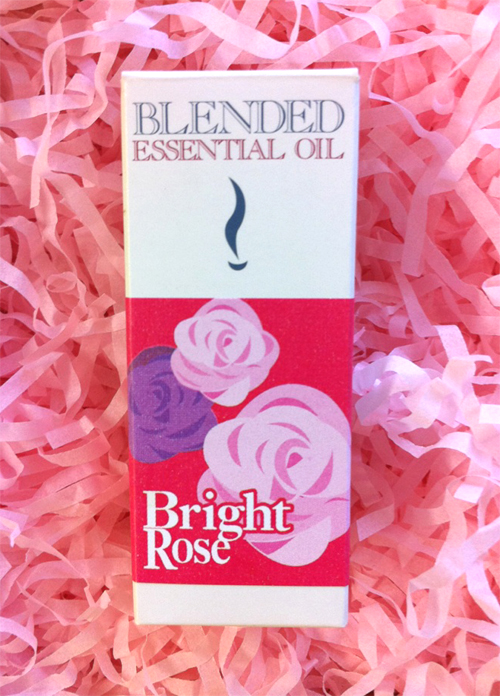 BLENDED
ESSENTIAL OIL
Bright
Rose